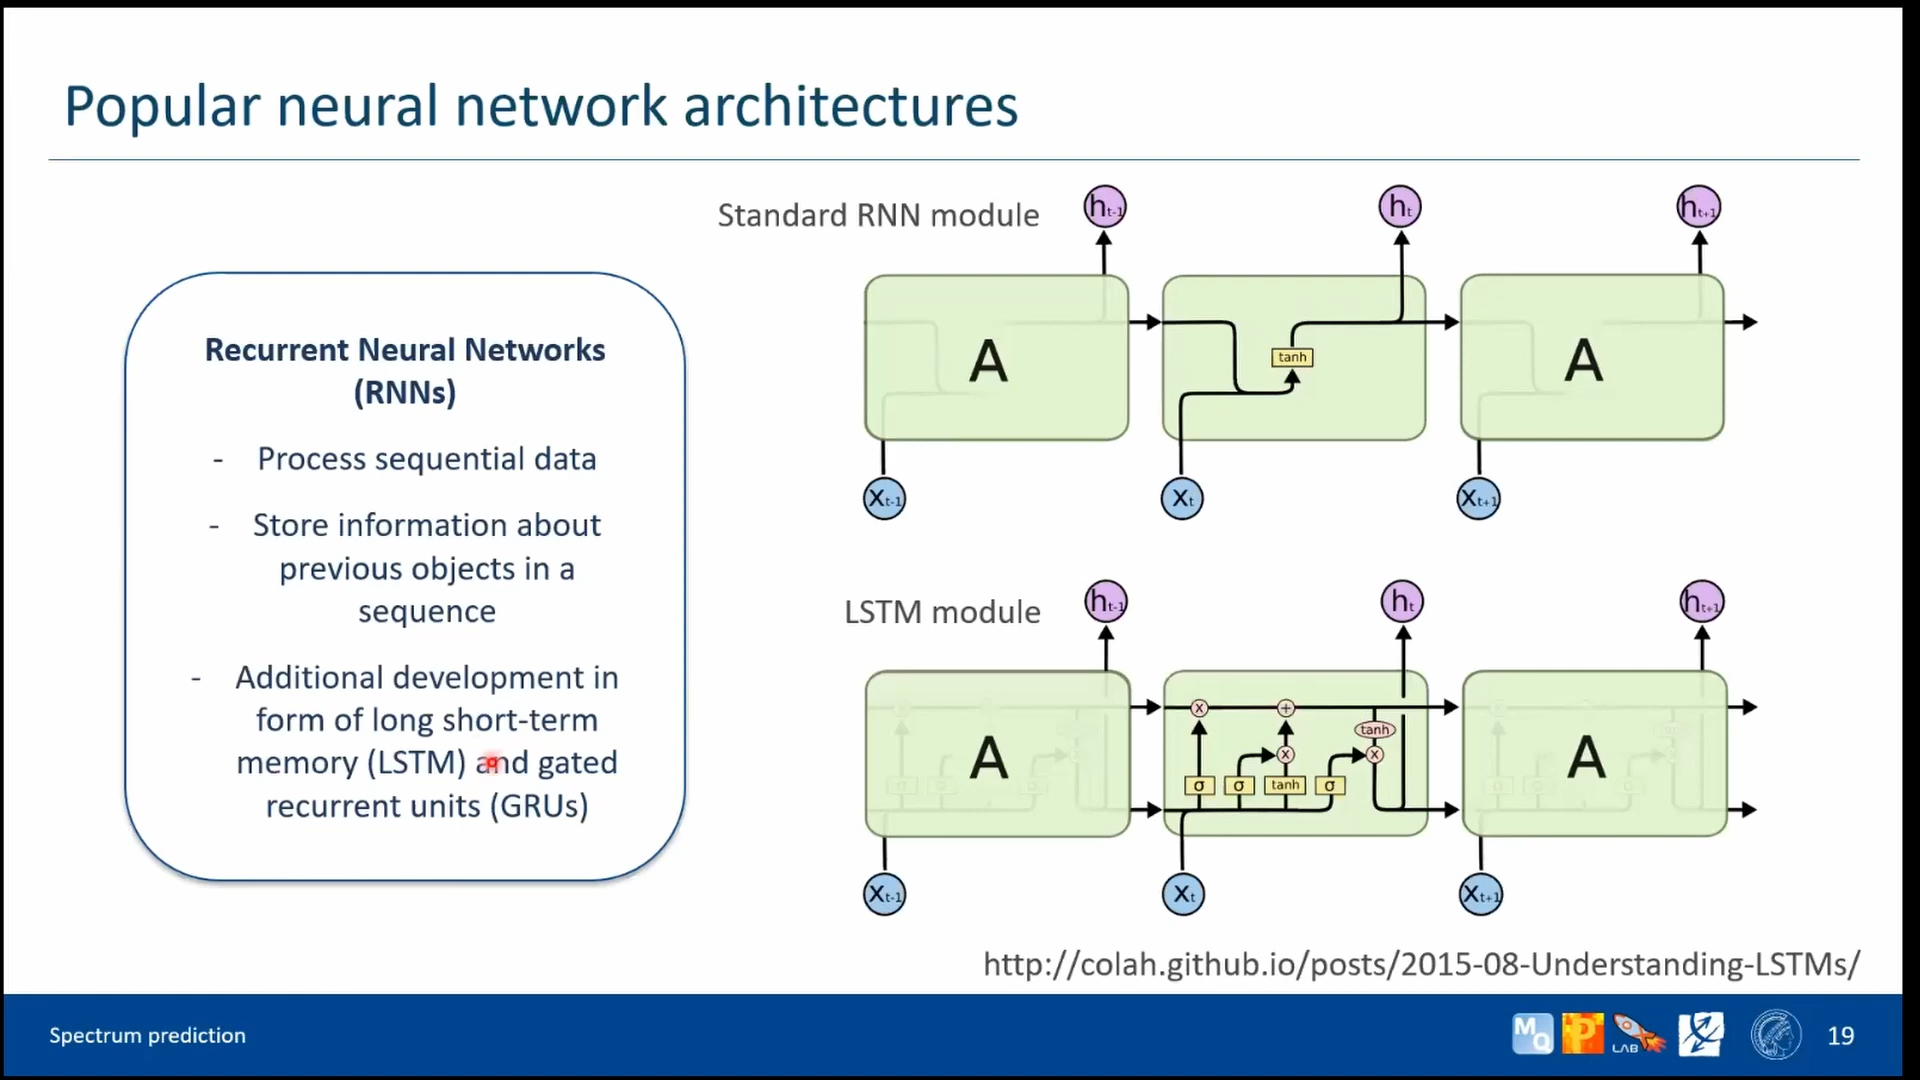 Popular neural network architectures
Recurrent Neural Networks
(RNNs)
- Process sequential data
- Store information about
previous objects in a
sequence
- Additional development in
form of long short-term
memory (LSTM) and gated
recurrent units (GRUs)
Standard RNN module
h t-1
h t
h t+1
A
tanh
A
X t-1
X t
X t+1
LSTM module
h t-1
h t
h t+1
A
x + tanh
x x
σ σ tanh σ
A
X t-1
X t
X t+1
http://colah.github.io/posts/2015-08-Understanding-LSTMs/
Spectrum prediction
MQ P LAB
19